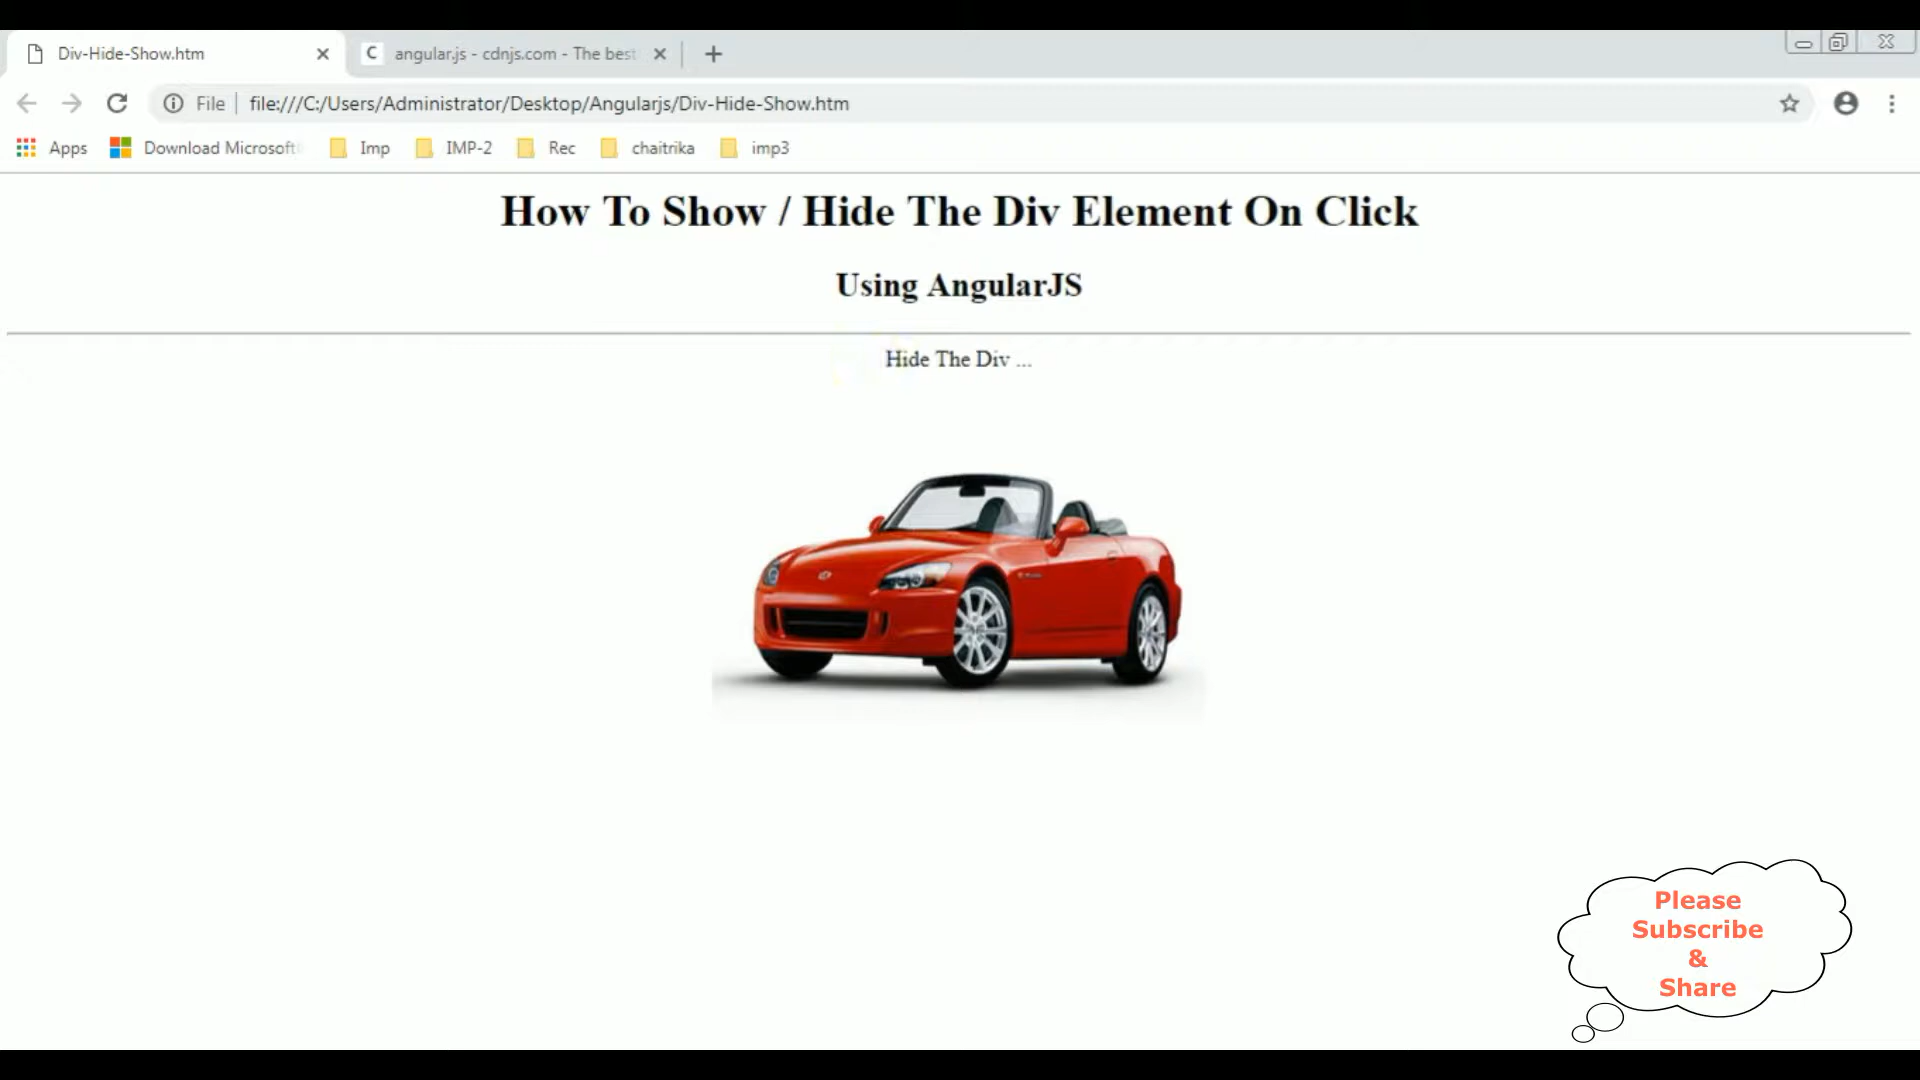 Div-Hide-Show.htm
C angular.js - cdnjs.com - The best
File file:///C:/Users/Administrator/Desktop/Angularjs/Div-Hide-Show.htm
Apps Download Microsoft Imp IMP-2 Rec chaitrika imp3
How To Show / Hide The Div Element On Click
Using AngularJS
Hide The Div ...
Please
Subscribe
&
Share